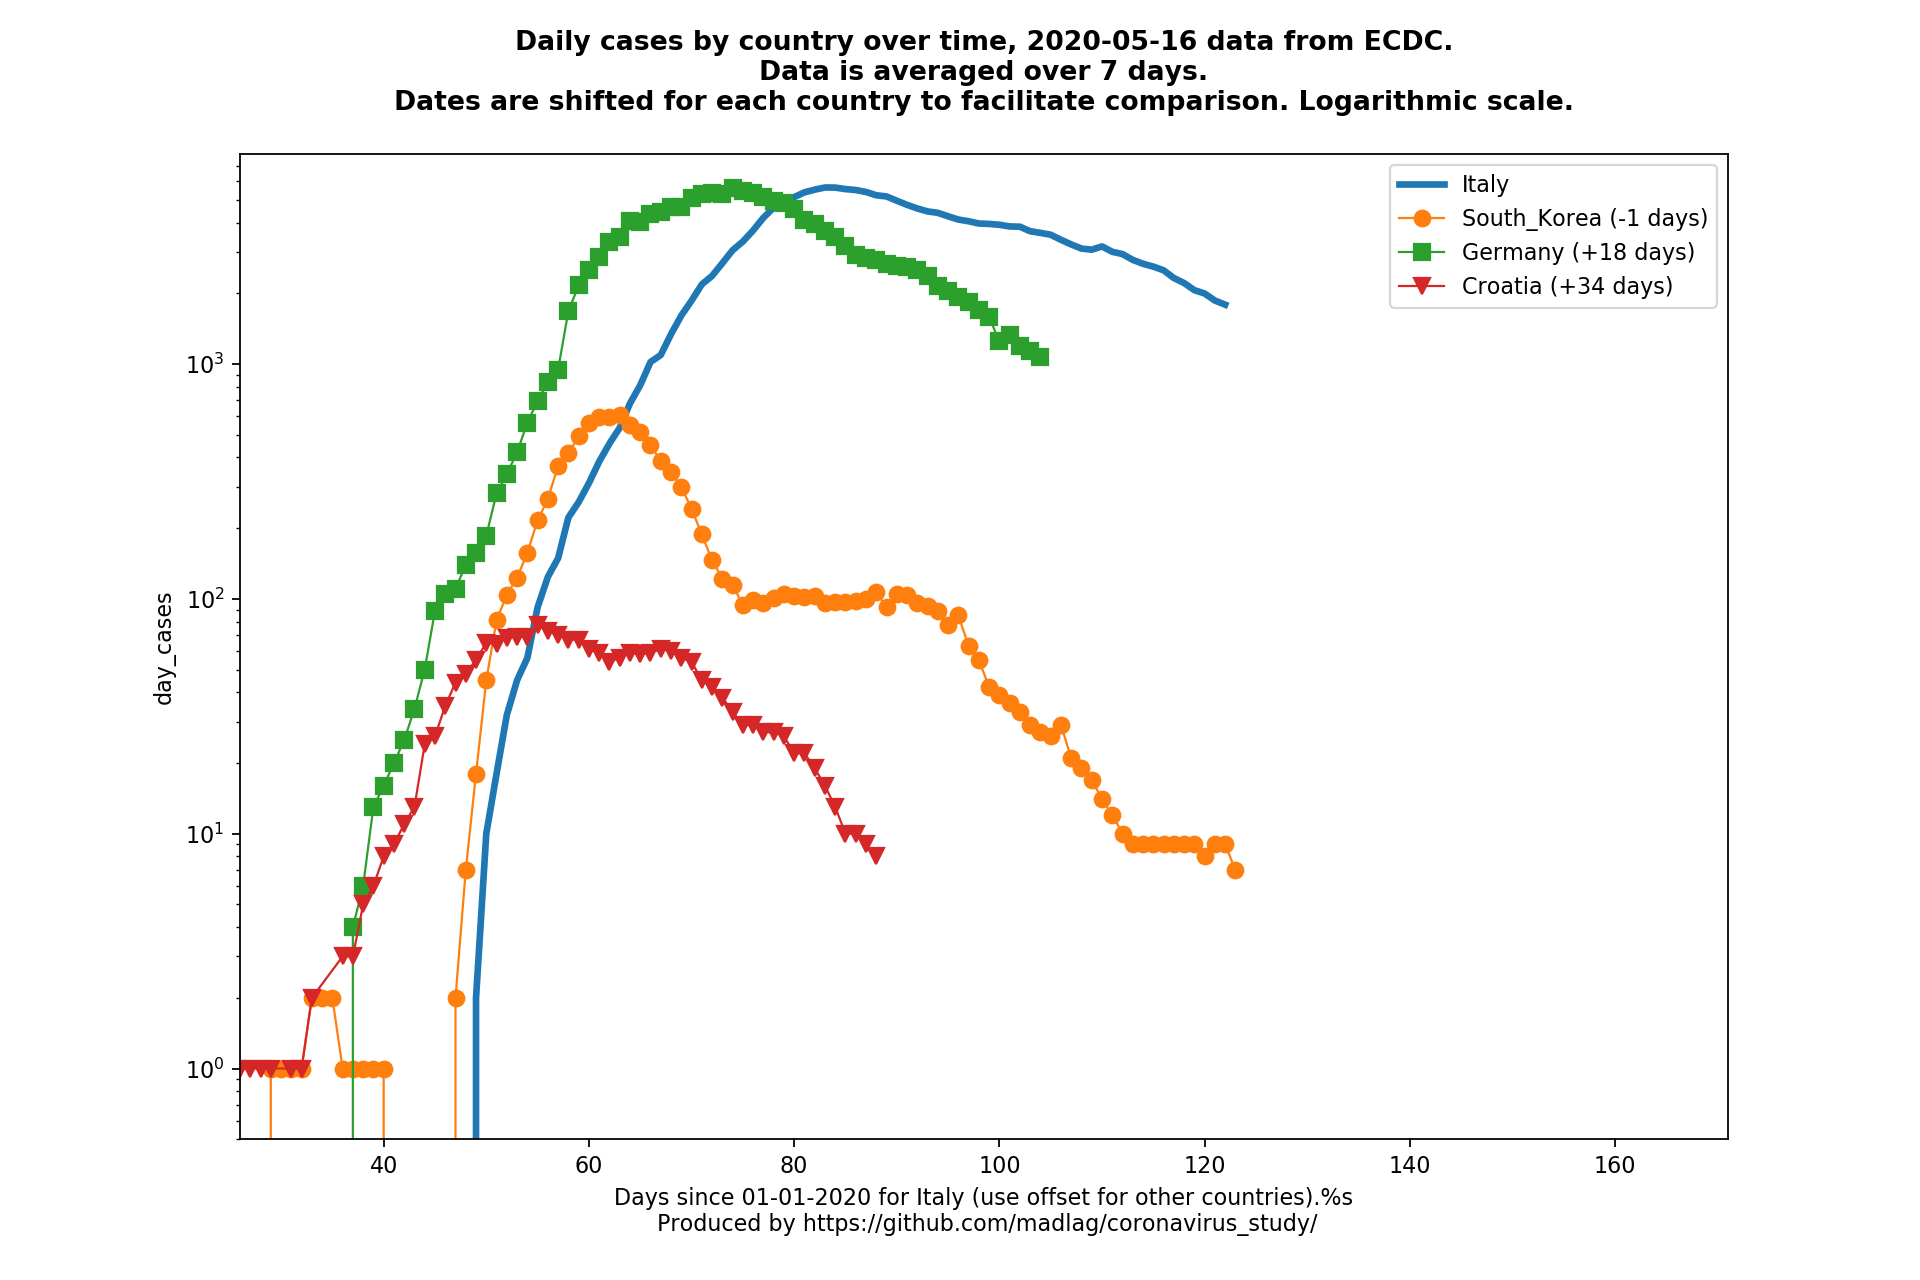 Daily cases by country over time, 2020-05-16 data from ECDC.
Data is averaged over 7 days.
Dates are shifted for each country to facilitate comparison. Logarithmic scale.
Italy
South_Korea (-1 days)
Germany (+18 days)
Croatia (+34 days)
day_cases
10³
10²
10¹
10⁰
40 60 80 100 120 140 160
Days since 01-01-2020 for Italy (use offset for other countries).%s
Produced by https://github.com/madlag/coronavirus_study/